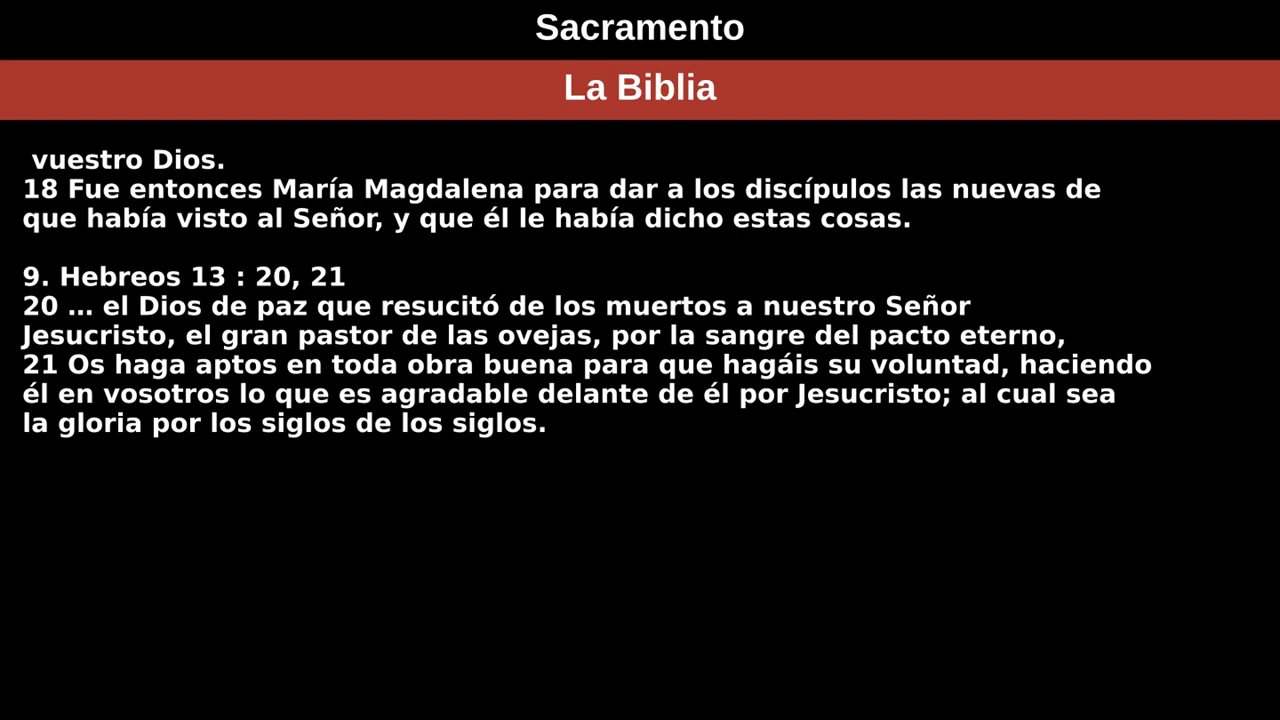 Sacramento
La Biblia
vuestro Dios.
18 Fue entonces María Magdalena para dar a los discípulos las nuevas de
que había visto al Señor, y que él le había dicho estas cosas.
9. Hebreos 13 : 20, 21
20 … el Dios de paz que resucitó de los muertos a nuestro Señor
Jesucristo, el gran pastor de las ovejas, por la sangre del pacto eterno,
21 Os haga aptos en toda obra buena para que hagáis su voluntad, haciendo
él en vosotros lo que es agradable delante de él por Jesucristo; al cual sea
la gloria por los siglos de los siglos.